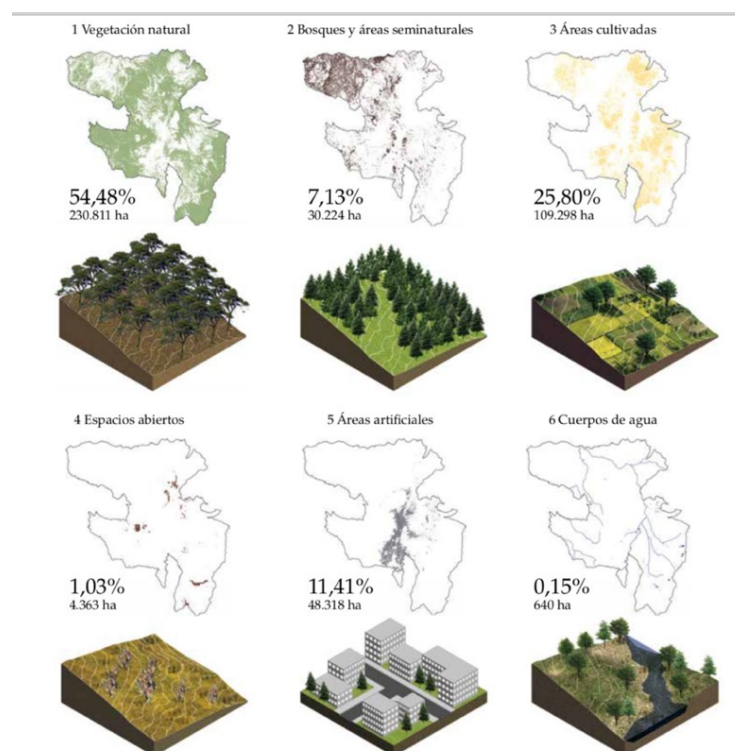 1 Vegetación natural
2 Bosques y áreas seminaturales
3 Áreas cultivadas
54,48%
230.811 ha
7,13%
30.224 ha
25,80%
109.298 ha
4 Espacios abiertos
5 Áreas artificiales
6 Cuerpos de agua
1,03%
4.363 ha
11,41%
48.318 ha
0,15%
640 ha